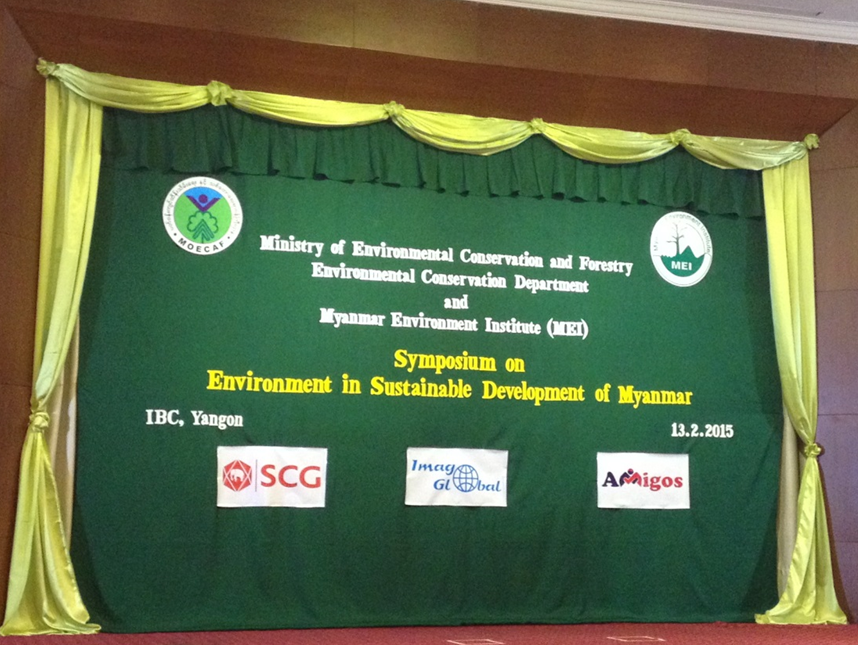 MOECAF
MEI
Ministry of Environmental Conservation and Forestry
Environmental Conservation Department
and
Myanmar Environment Institute (MEI)
Symposium on
Environment in Sustainable Development of Myanmar
IBC, Yangon
13.2.2015
SCG
Imag
Global
AMigos